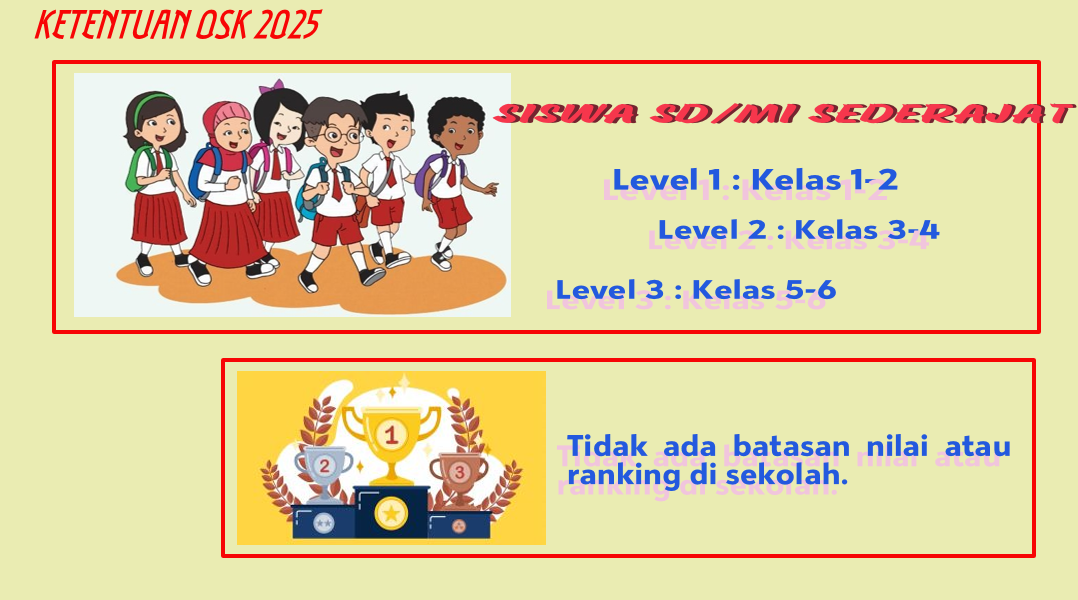 KETENTUAN OSK 2025
SISWA SD/MI SEDERAJAT
Level 1 : Kelas 1-2
Level 2 : Kelas 3-4
Level 3 : Kelas 5-6
1
2
3
Tidak ada batasan nilai atau
ranking di sekolah.